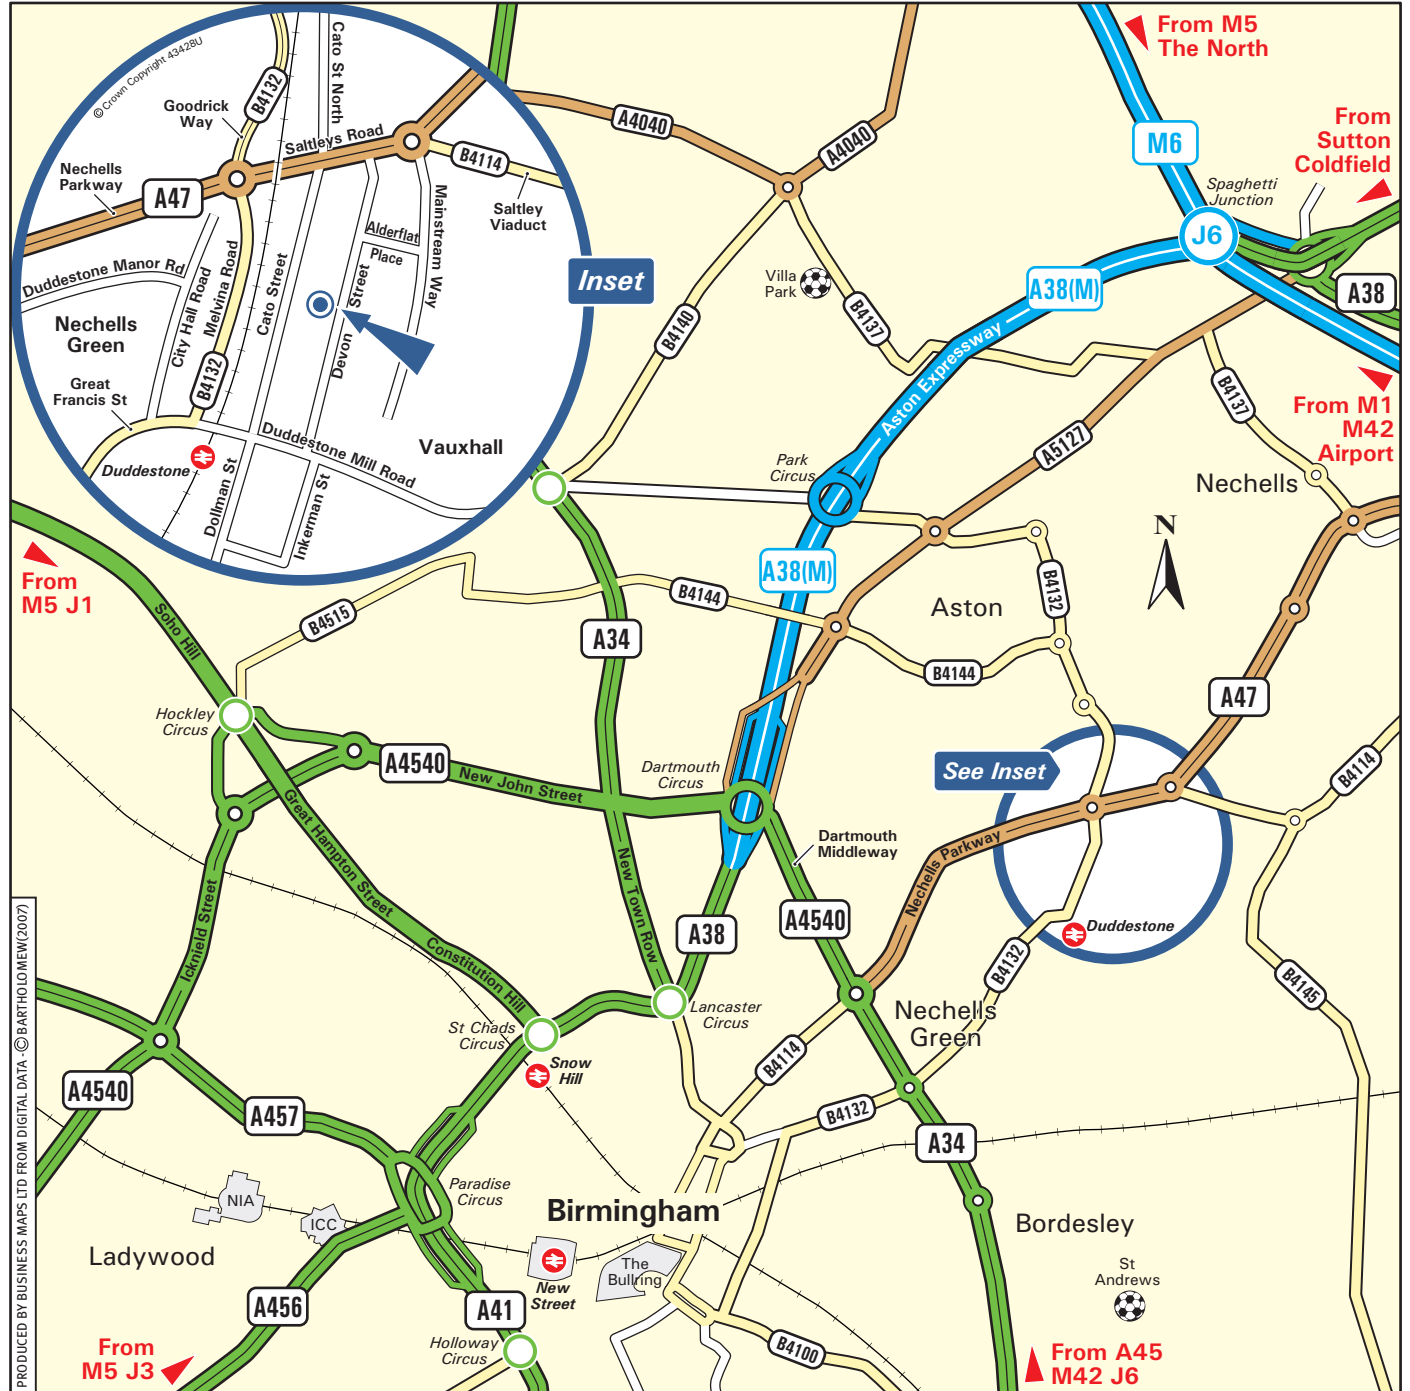 From M5
The North
M6
From
Sutton
Coldfield
Spaghetti
Junction
J6
A38
A38(M)
Aston Expressway
From M1
M42
Airport
A4040
A4040
Villa
Park
B4137
B4140
B4137
A5127
Nechells
Park
Circus
N
© Crown Copyright 43428U
B4132
Cato St North
Goodrick
Way
Saltleys Road
B4114
Nechells
Parkway
A47
Saltley
Viaduct
Mainstream Way
Alderflat
Place
Duddestone Manor Rd
City Hall Road
Melvina Road
Cato Street
Devon Street
Nechells
Green
B4132
Great
Francis St
Vauxhall
Duddestone Mill Road
Duddestone
Dollman St
Inkerman St
Inset
From
M5 J1
Soho Hill
B4515
B4144
A34
A38(M)
Aston
B4132
B4144
A47
Hockley
Circus
A4540
New John Street
Dartmouth
Circus
See Inset
B4114
Great Hampton Street
Dartmouth
Middleway
Nechells Parkway
Icknield Street
New Town Row
A38
A4540
Duddestone
Constitution Hill
B4132
B4145
St Chads
Circus
Lancaster
Circus
Nechells
Green
Snow
Hill
B4114
A4540
A457
B4132
A34
NIA
ICC
Paradise
Circus
Birmingham
Bordesley
Ladywood
The
Bullring
New
Street
St
Andrews
A456
A41
Holloway
Circus
B4100
From
M5 J3
From A45
M42 J6
PRODUCED BY BUSINESS MAPS LTD FROM DIGITAL DATA - © BARTHOLOMEW(2007)